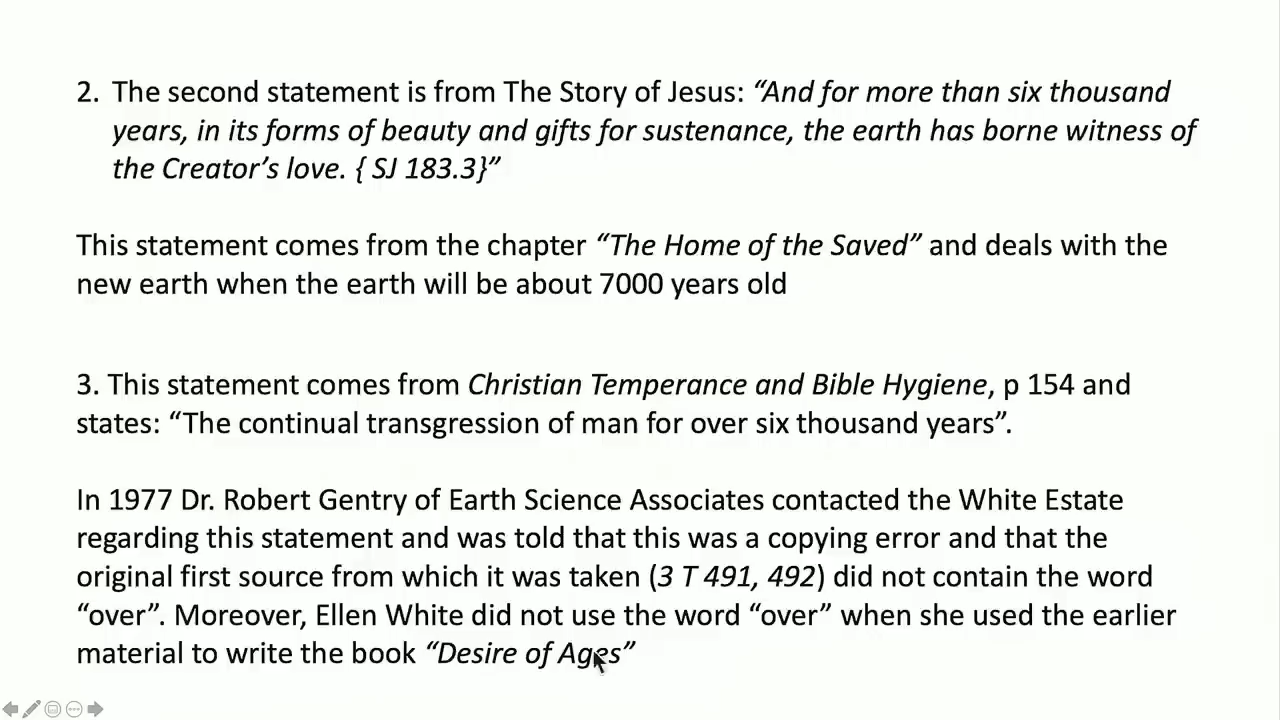 2. The second statement is from The Story of Jesus: “And for more than six thousand
years, in its forms of beauty and gifts for sustenance, the earth has borne witness of
the Creator’s love. { SJ 183.3}”
This statement comes from the chapter “The Home of the Saved” and deals with the
new earth when the earth will be about 7000 years old
3. This statement comes from Christian Temperance and Bible Hygiene, p 154 and
states: “The continual transgression of man for over six thousand years”.
In 1977 Dr. Robert Gentry of Earth Science Associates contacted the White Estate
regarding this statement and was told that this was a copying error and that the
original first source from which it was taken (3 T 491, 492) did not contain the word
“over”. Moreover, Ellen White did not use the word “over” when she used the earlier
material to write the book “Desire of Ages”